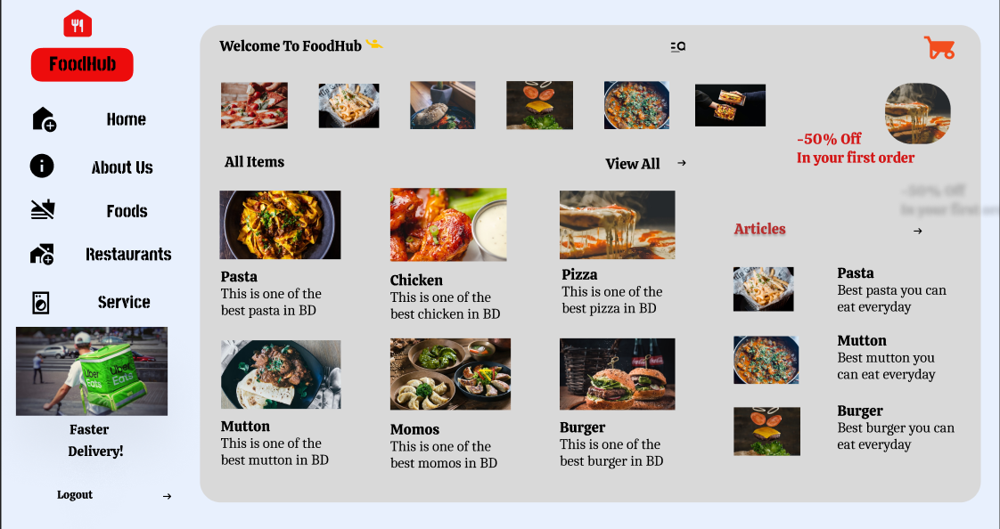 FoodHub
Home
About Us
Foods
Restaurants
Service
Uber
Eats
Uber
Eats
Faster
Delivery!
Logout
Welcome To FoodHub
-50% Off
In your first order
-50% Off
In your first or
All Items
View All
Pasta
This is one of the
best pasta in BD
Chicken
This is one of the
best chicken in BD
Pizza
This is one of the
best pizza in BD
Mutton
This is one of the
best mutton in BD
Momos
This is one of the
best momos in BD
Burger
This is one of the
best burger in BD
Articles
Pasta
Best pasta you can
eat everyday
Mutton
Best mutton you
can eat everyday
Burger
Best burger you can
eat everyday